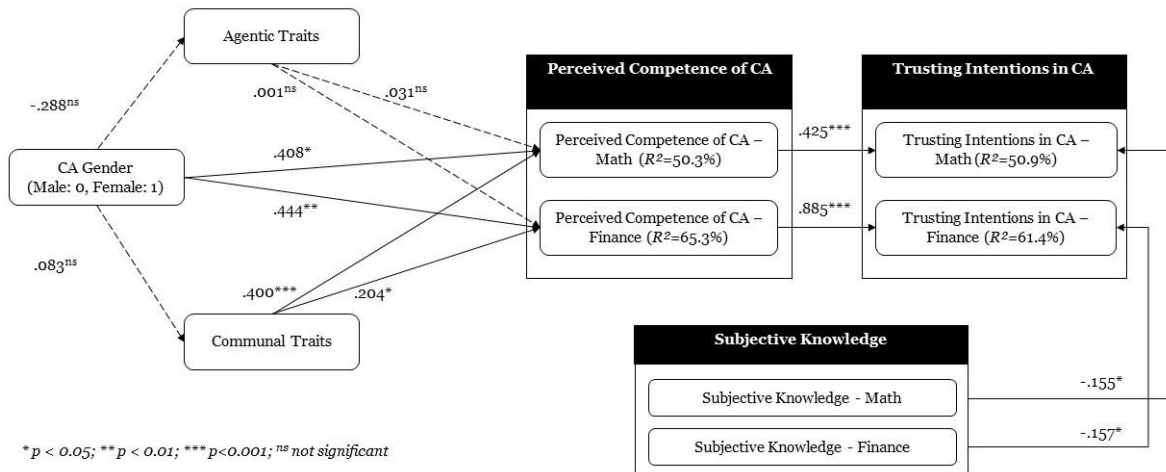 Agentic Traits
Perceived Competence of CA
Trusting Intentions in CA
-.288ns
.001ns
.031ns
.408*
Perceived Competence of CA –
Math (R²=50.3%)
.425***
Trusting Intentions in CA –
Math (R²=50.9%)
CA Gender
(Male: 0, Female: 1)
.444**
Perceived Competence of CA –
Finance (R²=65.3%)
.885***
Trusting Intentions in CA –
Finance (R²=61.4%)
.083ns
.400***
.204*
Communal Traits
Subjective Knowledge
Subjective Knowledge - Math
-.155*
Subjective Knowledge - Finance
-.157*
* p < 0.05; ** p < 0.01; *** p<0.001; ns not significant